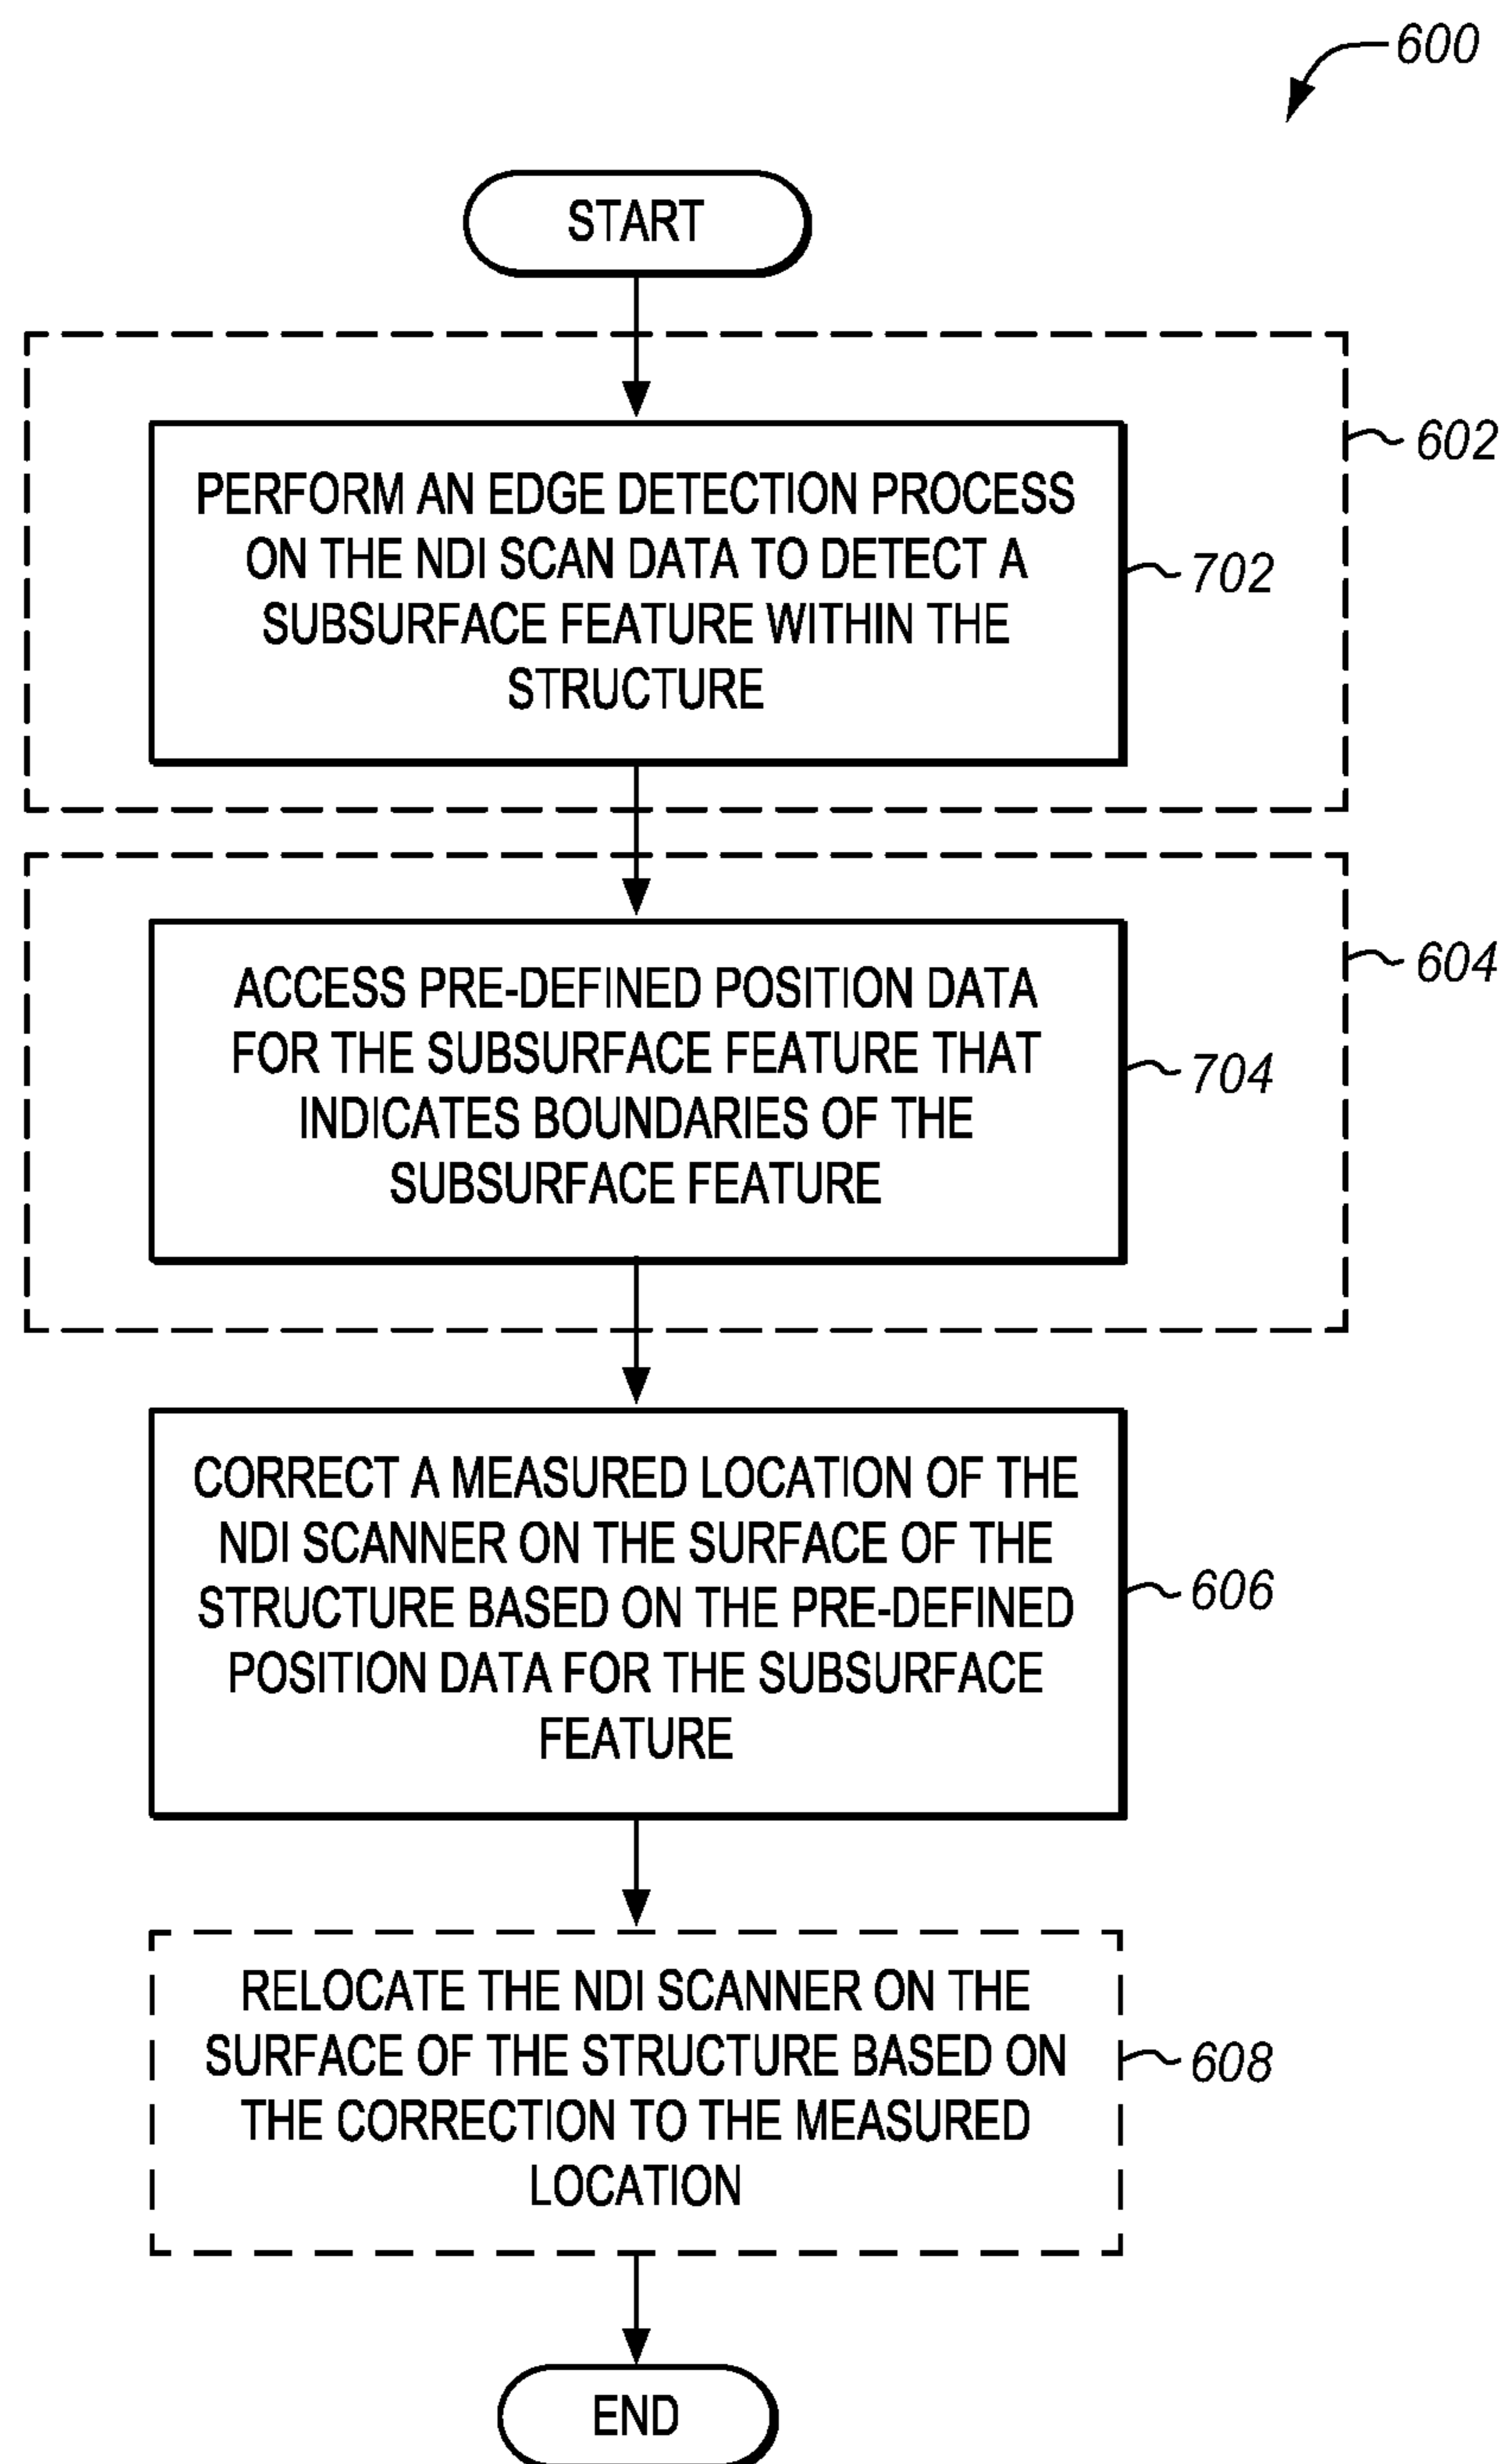 600
START
602
PERFORM AN EDGE DETECTION PROCESS
ON THE NDI SCAN DATA TO DETECT A
SUBSURFACE FEATURE WITHIN THE
STRUCTURE
702
604
ACCESS PRE-DEFINED POSITION DATA
FOR THE SUBSURFACE FEATURE THAT
INDICATES BOUNDARIES OF THE
SUBSURFACE FEATURE
704
CORRECT A MEASURED LOCATION OF THE
NDI SCANNER ON THE SURFACE OF THE
STRUCTURE BASED ON THE PRE-DEFINED
POSITION DATA FOR THE SUBSURFACE
FEATURE
606
RELOCATE THE NDI SCANNER ON THE
SURFACE OF THE STRUCTURE BASED ON
THE CORRECTION TO THE MEASURED
LOCATION
608
END